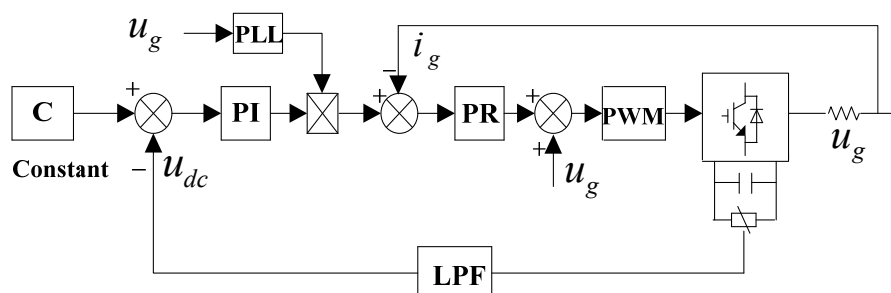 u_g
PLL
i_g
−
+
+
+
C
PI
PR
PWM
Constant
−
u_dc
+
u_g
u_g
LPF